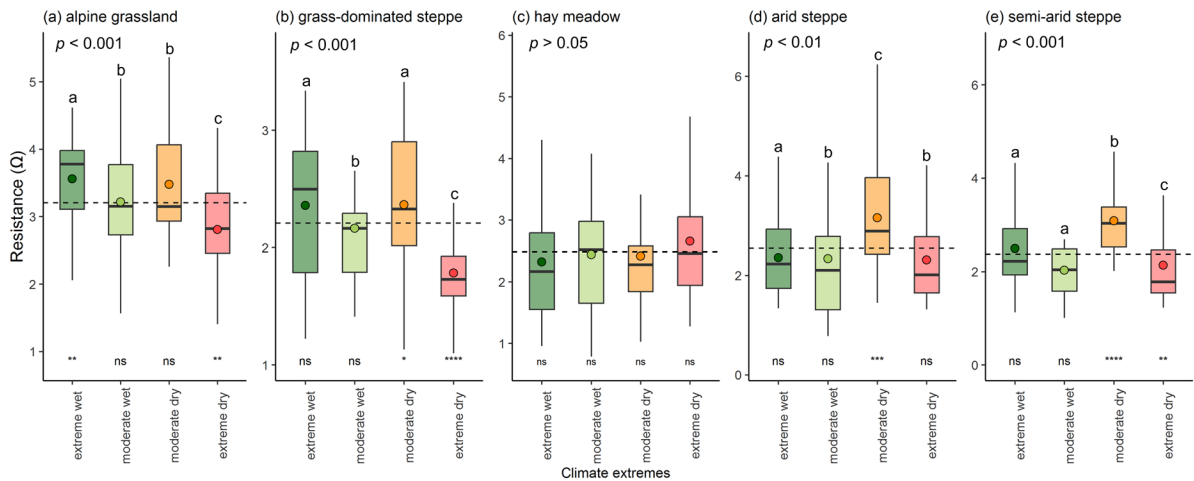 (a) alpine grassland
p < 0.001
Resistance (Ω)
5
4
3
2
1
a
b
b
c
**
ns
ns
**
extreme wet
moderate wet
moderate dry
extreme dry
(b) grass-dominated steppe
p < 0.001
3
2
1
a
b
a
c
ns
ns
*
****
extreme wet
moderate wet
moderate dry
extreme dry
(c) hay meadow
p > 0.05
6
5
4
3
2
1
ns
ns
ns
ns
extreme wet
moderate wet
moderate dry
extreme dry
(d) arid steppe
p < 0.01
6
4
2
0
a
b
c
b
ns
ns
***
ns
extreme wet
moderate wet
moderate dry
extreme dry
(e) semi-arid steppe
p < 0.001
6
4
2
0
a
a
b
c
ns
ns
****
**
extreme wet
moderate wet
moderate dry
extreme dry
Climate extremes